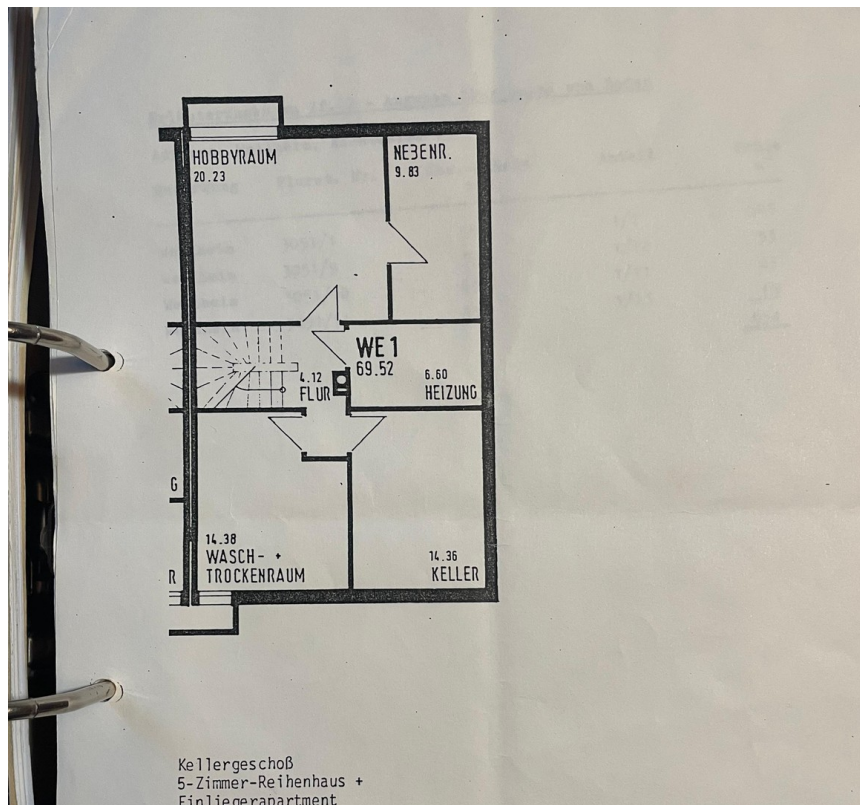 HOBBYRAUM
20.23
NEBENR.
9.83
WE 1
69.52
4.12
FLUR
6.60
HEIZUNG
G
14.38
WASCH- +
TROCKENRAUM
14.36
KELLER
R
Kellergeschoß
5-Zimmer-Reihenhaus +
Einliegerapartment